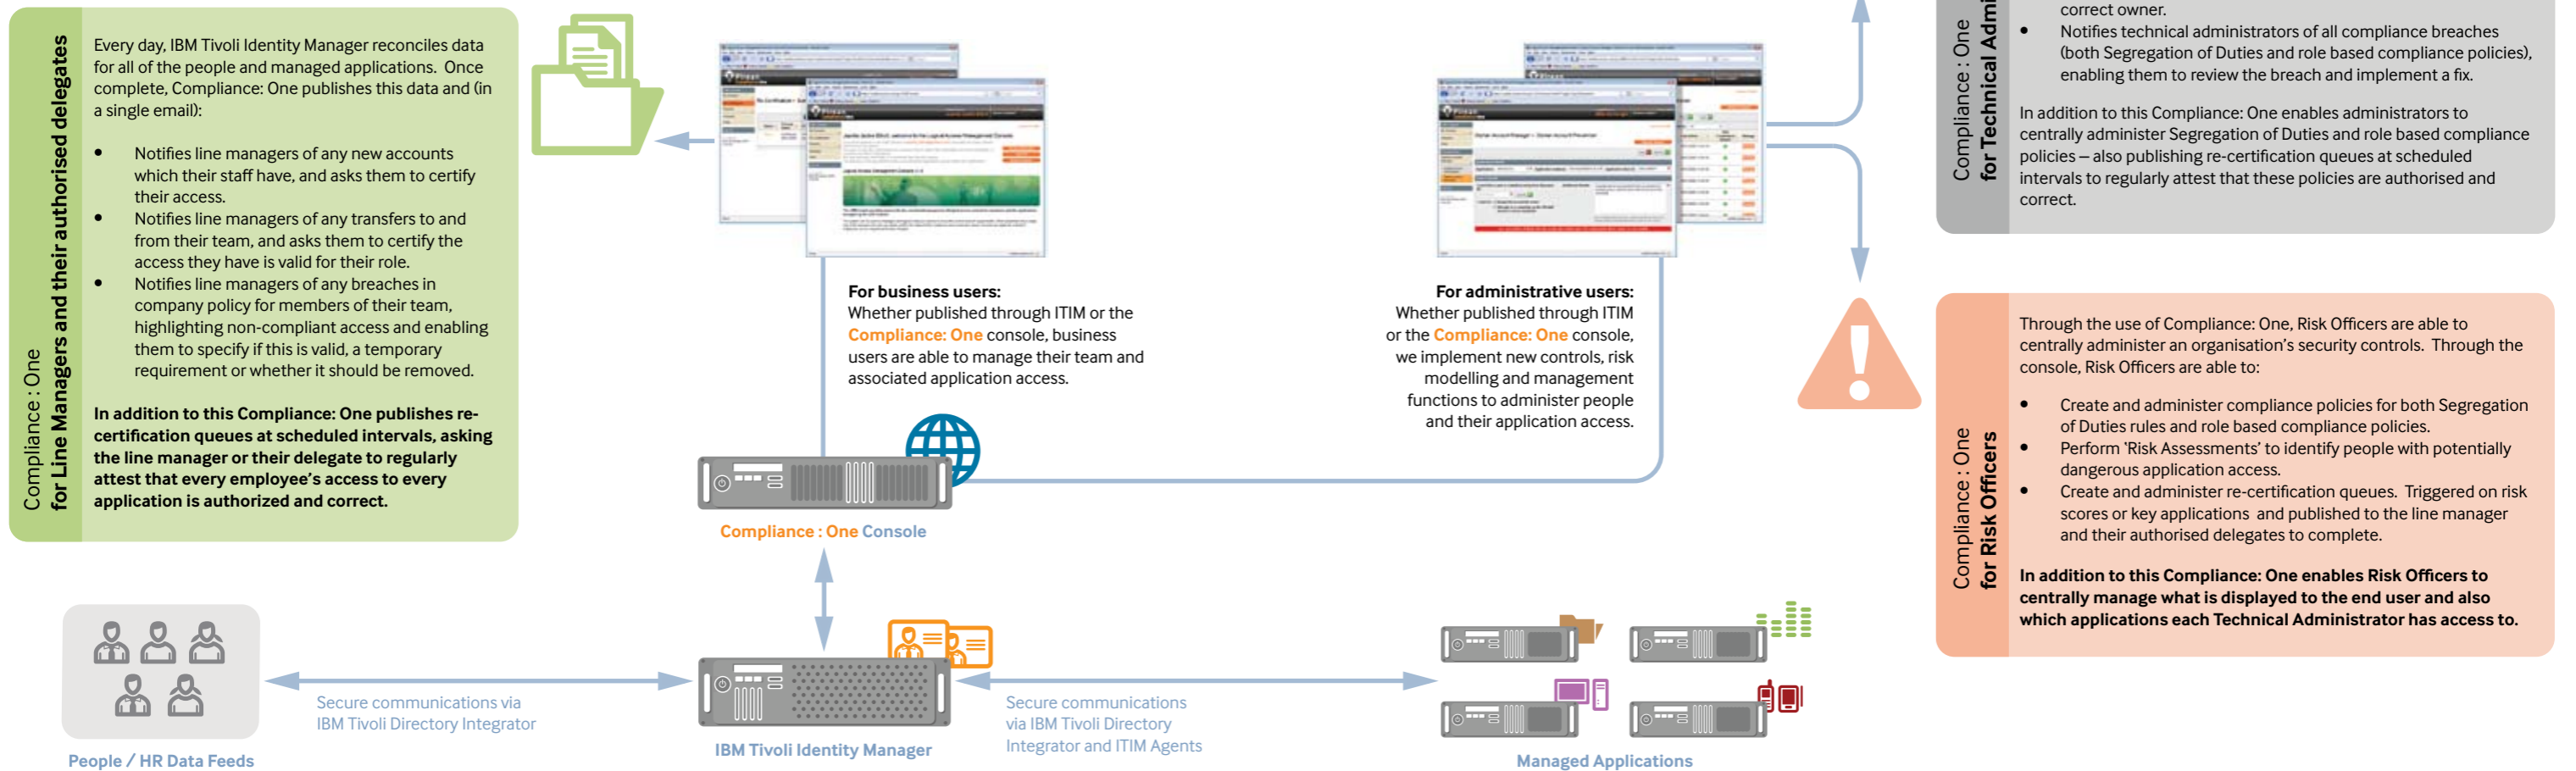 Compliance : One
for Line Managers and their authorised delegates
Every day, IBM Tivoli Identity Manager reconciles data
for all of the people and managed applications.  Once
complete, Compliance: One publishes this data and (in
a single email):
• Notifies line managers of any new accounts
which their staff have, and asks them to certify
their access.
• Notifies line managers of any transfers to and
from their team, and asks them to certify the
access they have is valid for their role.
• Notifies line managers of any breaches in
company policy for members of their team,
highlighting non-compliant access and enabling
them to specify if this is valid, a temporary
requirement or whether it should be removed.
In addition to this Compliance: One publishes re-
certification queues at scheduled intervals, asking
the line manager or their delegate to regularly
attest that every employee's access to every
application is authorized and correct.
For business users:
Whether published through ITIM or the
Compliance: One console, business
users are able to manage their team and
associated application access.
For administrative users:
Whether published through ITIM
or the Compliance: One console,
we implement new controls, risk
modelling and management
functions to administer people
and their application access.
Compliance : One Console
People / HR Data Feeds
Secure communications via
IBM Tivoli Directory Integrator
IBM Tivoli Identity Manager
Secure communications
via IBM Tivoli Directory
Integrator and ITIM Agents
Managed Applications
Compliance : One
for Technical Admi
correct owner.
• Notifies technical administrators of all compliance breaches
(both Segregation of Duties and role based compliance policies),
enabling them to review the breach and implement a fix.
In addition to this Compliance: One enables administrators to
centrally administer Segregation of Duties and role based compliance
policies – also publishing re-certification queues at scheduled
intervals to regularly attest that these policies are authorised and
correct.
Compliance : One
for Risk Officers
Through the use of Compliance: One, Risk Officers are able to
centrally administer an organisation's security controls.  Through the
console, Risk Officers are able to:
• Create and administer compliance policies for both Segregation
of Duties rules and role based compliance policies.
• Perform 'Risk Assessments' to identify people with potentially
dangerous application access.
• Create and administer re-certification queues.  Triggered on risk
scores or key applications  and published to the line manager
and their authorised delegates to complete.
In addition to this Compliance: One enables Risk Officers to
centrally manage what is displayed to the end user and also
which applications each Technical Administrator has access to.